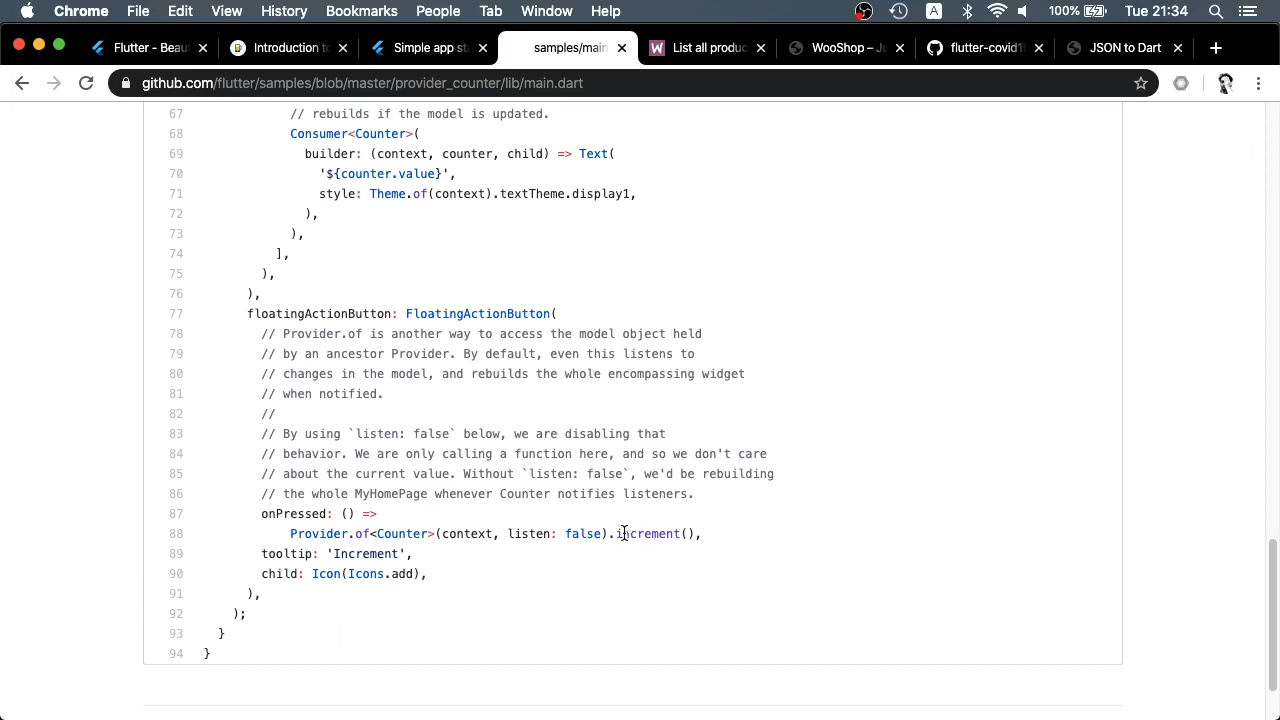 Chrome File Edit View History Bookmarks People Tab Window Help A 100% Tue 21:34
Flutter - Beau Introduction to Simple app sta samples/main List all produc WooShop – Ju flutter-covid19 JSON to Dart
github.com/flutter/samples/blob/master/provider_counter/lib/main.dart
67 // rebuilds if the model is updated.
68 Consumer<Counter>(
69 builder: (context, counter, child) => Text(
70 '${counter.value}',
71 style: Theme.of(context).textTheme.display1,
72 ),
73 ),
74 ],
75 ),
76 ),
77 floatingActionButton: FloatingActionButton(
78 // Provider.of is another way to access the model object held
79 // by an ancestor Provider. By default, even this listens to
80 // changes in the model, and rebuilds the whole encompassing widget
81 // when notified.
82 //
83 // By using `listen: false` below, we are disabling that
84 // behavior. We are only calling a function here, and so we don't care
85 // about the current value. Without `listen: false`, we'd be rebuilding
86 // the whole MyHomePage whenever Counter notifies listeners.
87 onPressed: () =>
88 Provider.of<Counter>(context, listen: false).increment(),
89 tooltip: 'Increment',
90 child: Icon(Icons.add),
91 ),
92 );
93 }
94 }